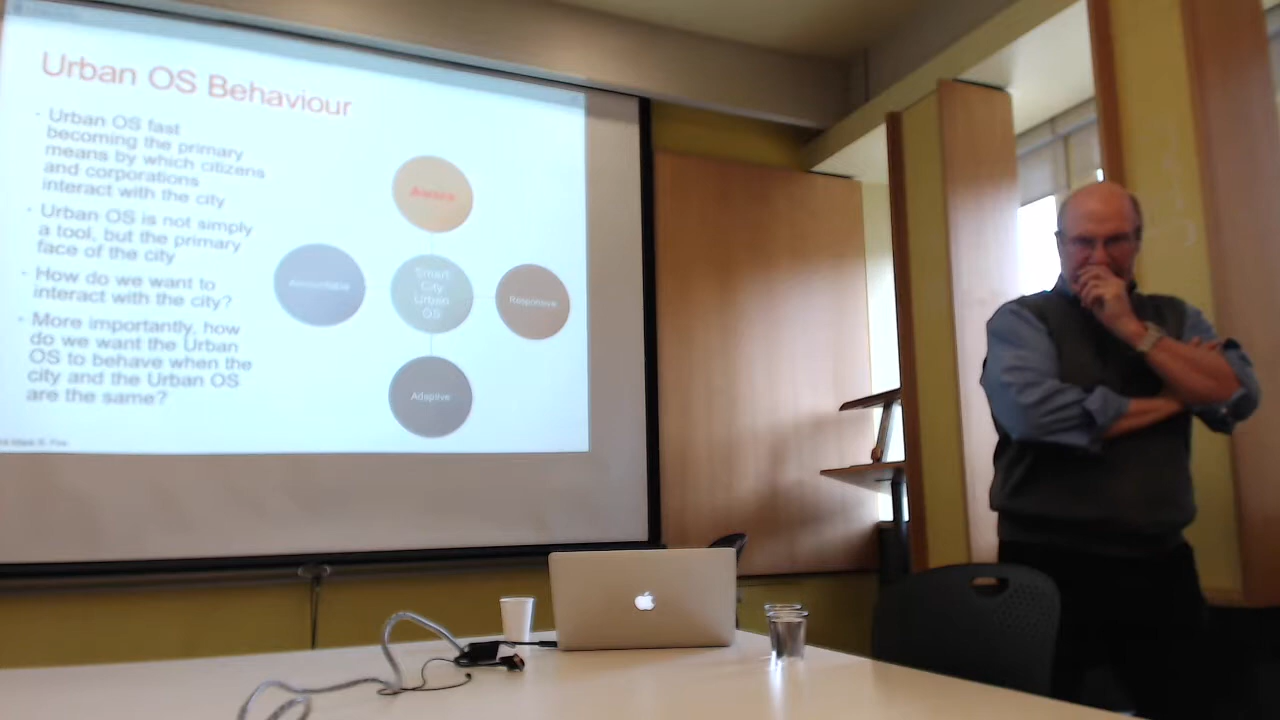 Urban OS Behaviour
· Urban OS fast
becoming the primary
means by which citizens
and corporations
interact with the city
· Urban OS is not simply
a tool, but the primary
face of the city
· How do we want to
interact with the city?
· More importantly, how
do we want the Urban
OS to behave when the
city and the Urban OS
are the same?
Aware
Accountable
Smart
City
Urban
OS
Responsive
Adaptive
Mark S. Fox